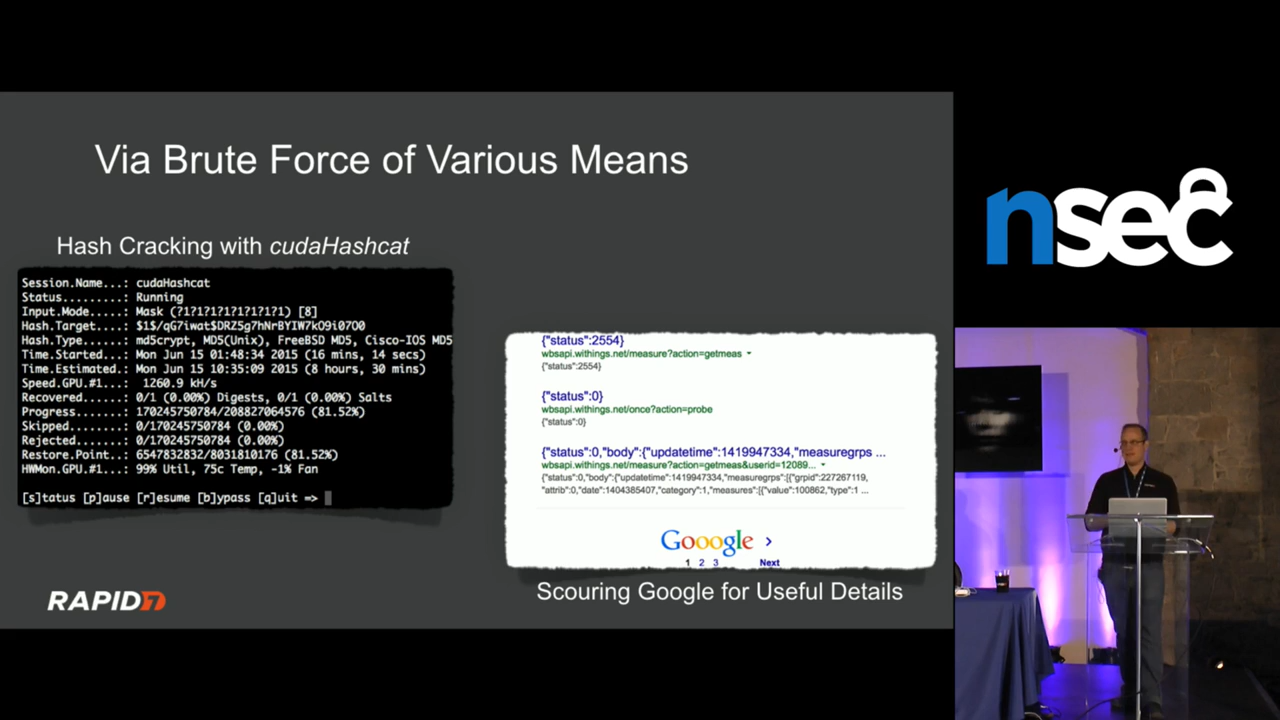 Via Brute Force of Various Means
Hash Cracking with cudaHashcat
Session.Name...: cudaHashcat
Status.........: Running
Input.Mode.....: Mask (?1?1?1?1?1?1?1?1) [8]
Hash.Target....: $1$/qG7iwat$DRZ5g7hNrBYIW7kO9i07O0
Hash.Type......: md5crypt, MD5(Unix), FreeBSD MD5, Cisco-IOS MD5
Time.Started...: Mon Jun 15 01:48:34 2015 (16 mins, 14 secs)
Time.Estimated.: Mon Jun 15 10:35:09 2015 (8 hours, 30 mins)
Speed.GPU.#1...:  1260.9 kH/s
Recovered......: 0/1 (0.00%) Digests, 0/1 (0.00%) Salts
Progress.......: 170245750784/208827064576 (81.52%)
Skipped........: 0/170245750784 (0.00%)
Rejected.......: 0/170245750784 (0.00%)
Restore.Point..: 6547832832/8031810176 (81.52%)
HWMon.GPU.#1...: 99% Util, 75c Temp, -1% Fan
[s]tatus [p]ause [r]esume [b]ypass [q]uit =>
{"status":2554}
wbsapi.withings.net/measure?action=getmeas
{"status":2554}
{"status":0}
wbsapi.withings.net/once?action=probe
{"status":0}
{"status":0,"body":{"updatetime":1419947334,"measuregrps ...
wbsapi.withings.net/measure?action=getmeas&userid=12089...
{"status":0,"body":{"updatetime":1419947334,"measuregrps":[{"grpid":227267119,
"attrib":0,"date":1404385407,"category":1,"measures":[{"value":100862,"type":1 ...
Gooogle >
1 2 3 Next
Scouring Google for Useful Details
RAPID7
nsec